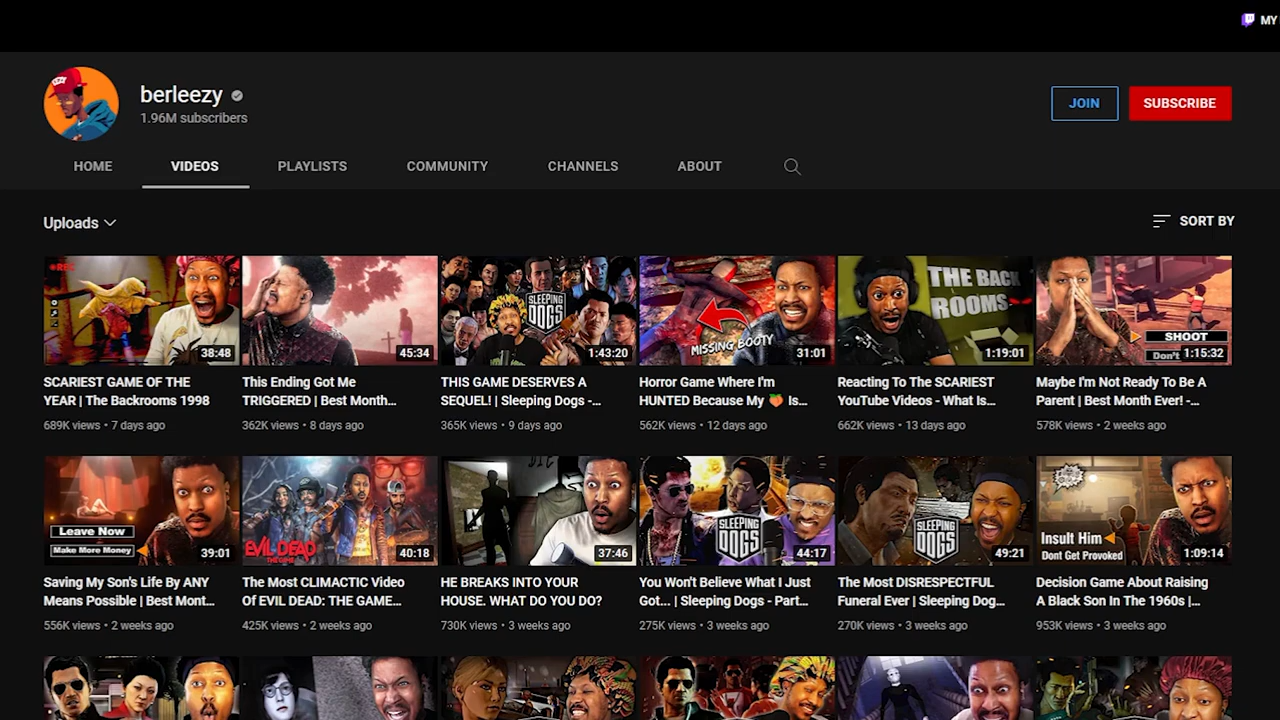 MY
berleezy
1.96M subscribers
JOIN
SUBSCRIBE
HOME
VIDEOS
PLAYLISTS
COMMUNITY
CHANNELS
ABOUT
Uploads
SORT BY
REC
38:48
45:34
SLEEPING
DOGS
1:43:20
MISSING BOOTY
31:01
THE BACK
ROOMS
1:19:01
SHOOT
Don't
1:15:32
SCARIEST GAME OF THE
YEAR | The Backrooms 1998
689K views • 7 days ago
This Ending Got Me
TRIGGERED | Best Month...
362K views • 8 days ago
THIS GAME DESERVES A
SEQUEL! | Sleeping Dogs -...
365K views • 9 days ago
Horror Game Where I'm
HUNTED Because My 🍑 Is...
562K views • 12 days ago
Reacting To The SCARIEST
YouTube Videos - What Is...
662K views • 13 days ago
Maybe I'm Not Ready To Be A
Parent | Best Month Ever! -...
578K views • 2 weeks ago
Leave Now
Make More Money
39:01
EVIL DEAD
40:18
37:46
SLEEPING
DOGS
44:17
SLEEPING
DOGS
49:21
Insult Him
Dont Get Provoked
1:09:14
Saving My Son's Life By ANY
Means Possible | Best Mont...
556K views • 2 weeks ago
The Most CLIMACTIC Video
Of EVIL DEAD: THE GAME...
425K views • 2 weeks ago
HE BREAKS INTO YOUR
HOUSE. WHAT DO YOU DO?
730K views • 3 weeks ago
You Won't Believe What I Just
Got... | Sleeping Dogs - Part...
275K views • 3 weeks ago
The Most DISRESPECTFUL
Funeral Ever | Sleeping Dog...
270K views • 3 weeks ago
Decision Game About Raising
A Black Son In The 1960s |...
953K views • 3 weeks ago